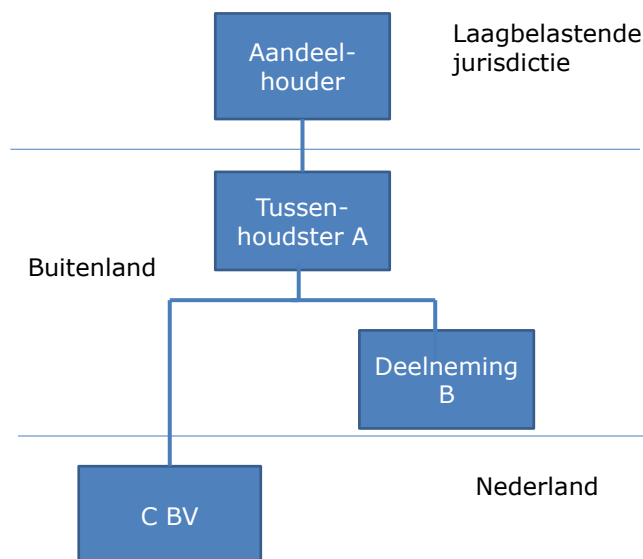 Aandeel-
houder
Laagbelastende
jurisdictie
Tussen-
houdster A
Buitenland
Deelneming
B
Nederland
C BV